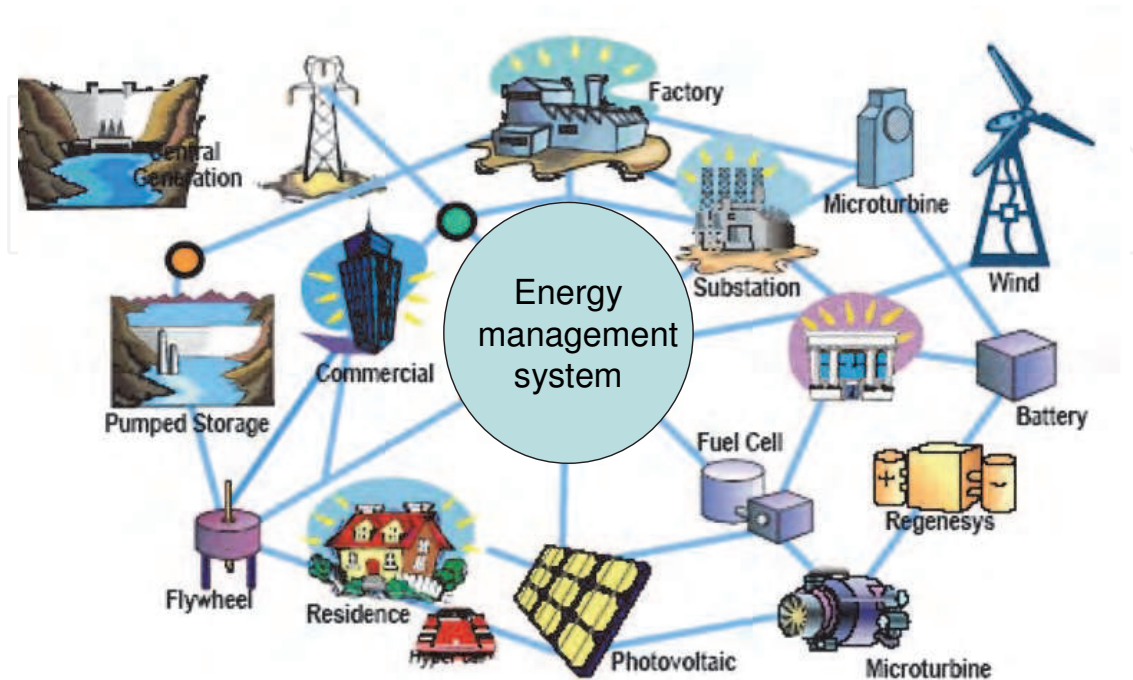 Factory
Central
Generation
Microturbine
Wind
Substation
Energy
management
system
Commercial
Pumped Storage
Battery
Fuel Cell
+ −
Regenesys
Flywheel
Residence
Hyper
Photovoltaic
Microturbine